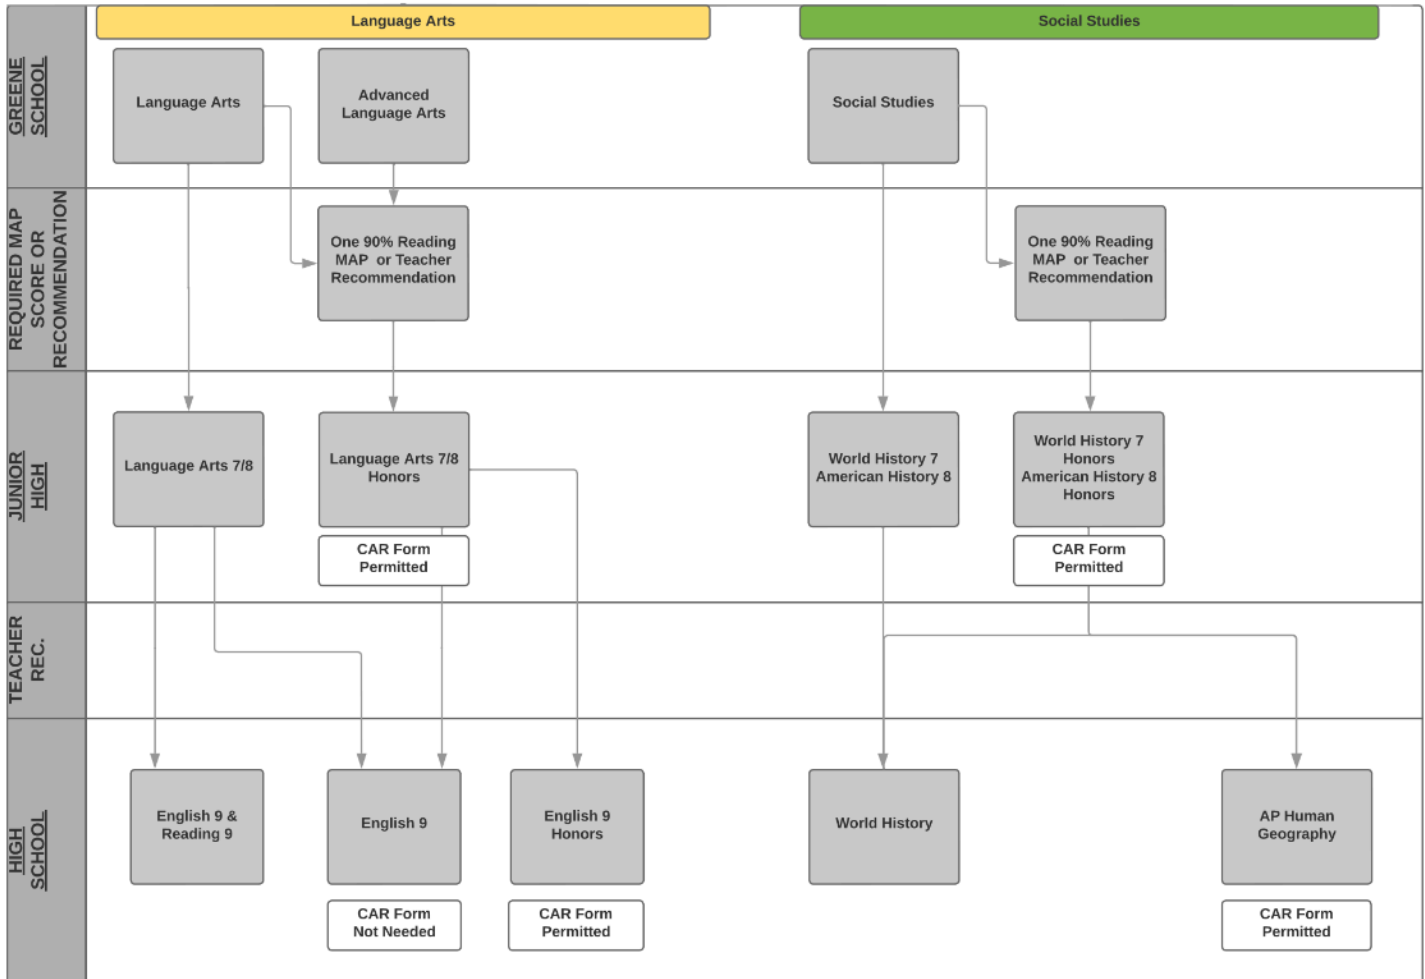 Language Arts
Social Studies
GREENE
SCHOOL
Language Arts
Advanced
Language Arts
Social Studies
REQUIRED MAP
SCORE OR
RECOMMENDATION
One 90% Reading
MAP or Teacher
Recommendation
One 90% Reading
MAP or Teacher
Recommendation
JUNIOR
HIGH
Language Arts 7/8
Language Arts 7/8
Honors
CAR Form
Permitted
World History 7
American History 8
World History 7
Honors
American History 8
Honors
CAR Form
Permitted
TEACHER
REC.
HIGH
SCHOOL
English 9 &
Reading 9
English 9
CAR Form
Not Needed
English 9
Honors
CAR Form
Permitted
World History
AP Human
Geography
CAR Form
Permitted